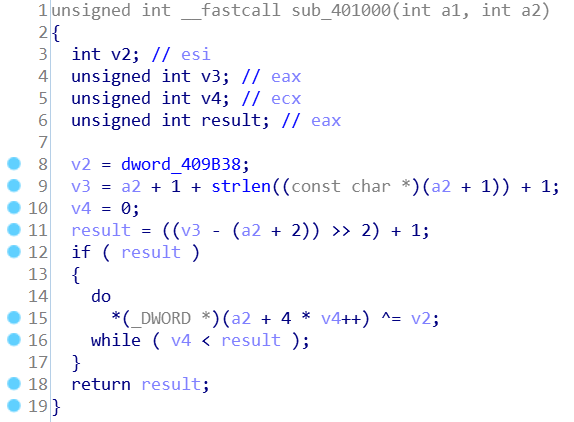 1 unsigned int __fastcall sub_401000(int a1, int a2)
2 {
3   int v2; // esi
4   unsigned int v3; // eax
5   unsigned int v4; // ecx
6   unsigned int result; // eax
7
8   v2 = dword_409B38;
9   v3 = a2 + 1 + strlen((const char *)(a2 + 1)) + 1;
10   v4 = 0;
11   result = ((v3 - (a2 + 2)) >> 2) + 1;
12   if ( result )
13   {
14     do
15       *(_DWORD *)(a2 + 4 * v4++) ^= v2;
16     while ( v4 < result );
17   }
18   return result;
19 }